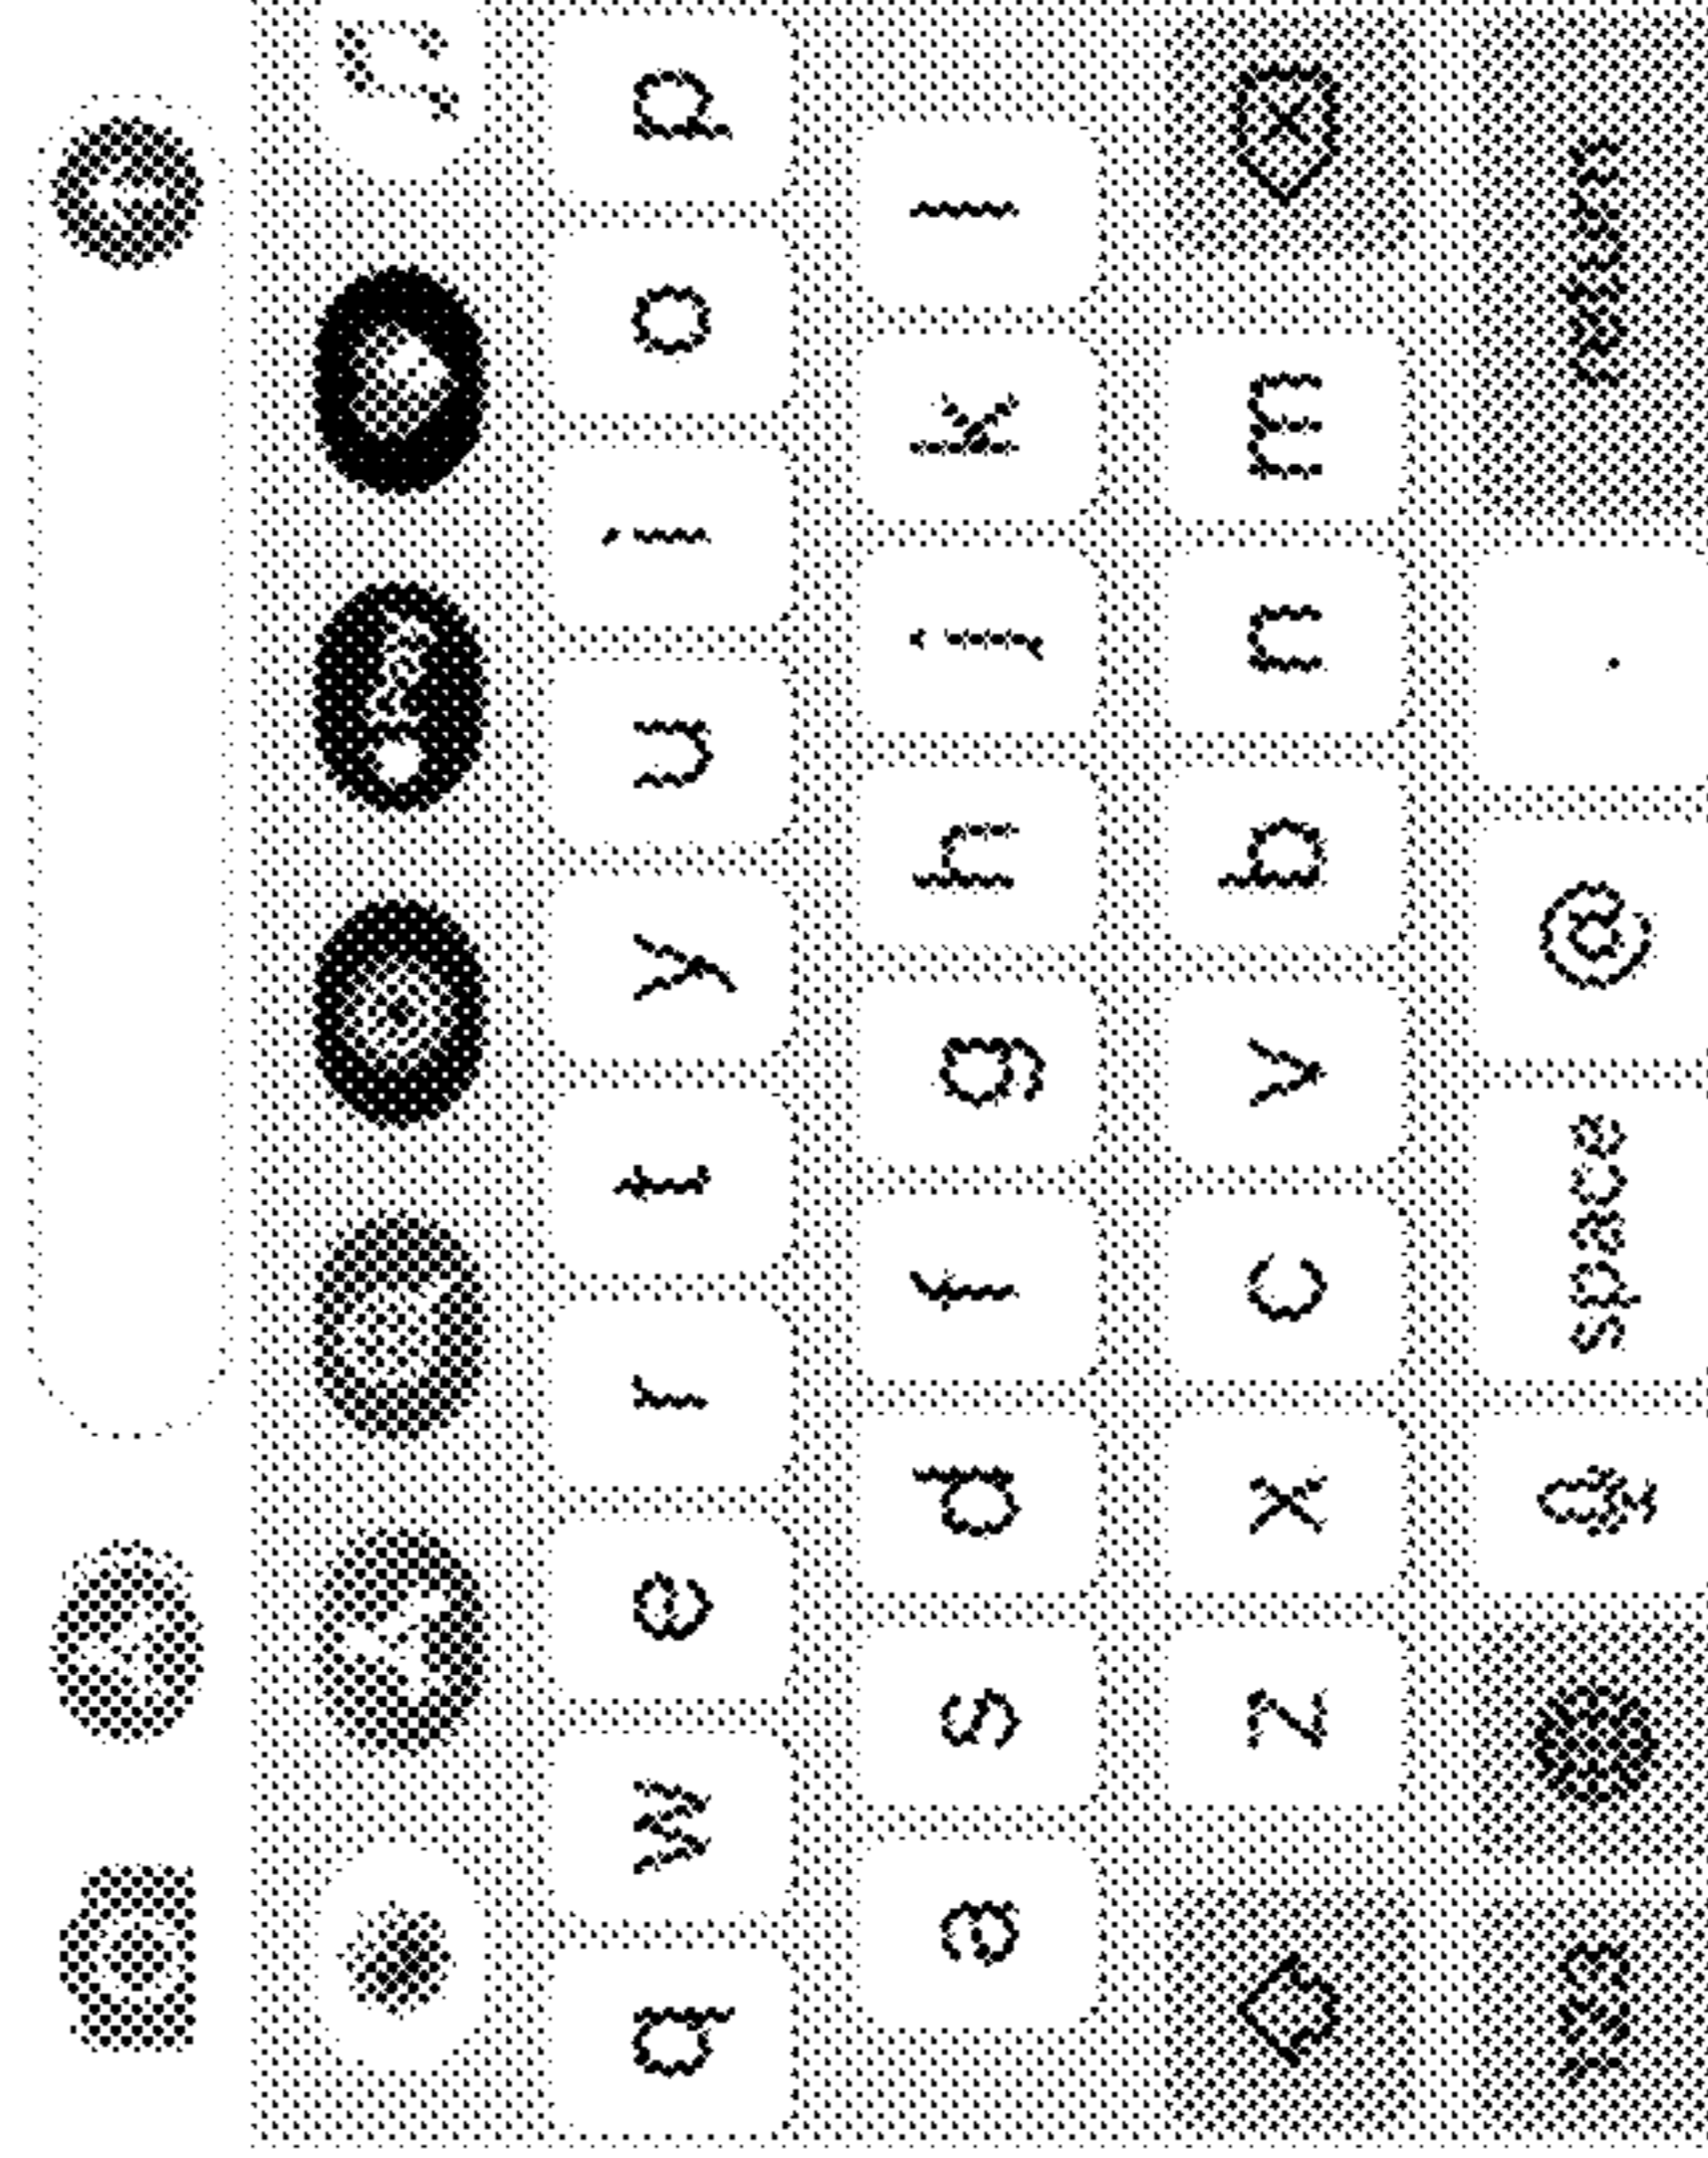 q w e r t y u i o p
a s d f g h j k l
z x c v b n m
123 space @ . return